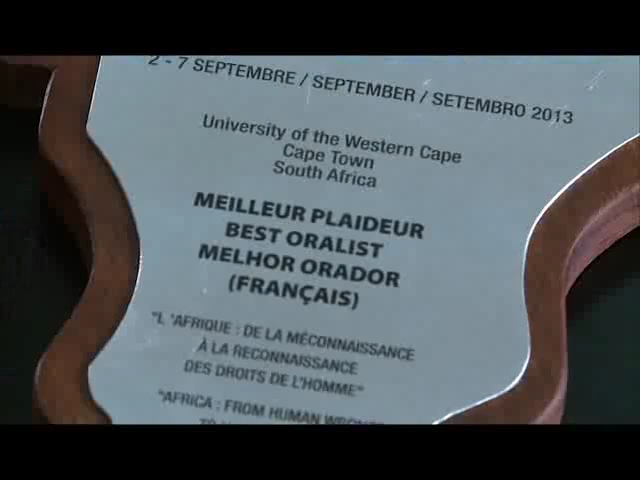 2 - 7 SEPTEMBRE / SEPTEMBER / SETEMBRO 2013
University of the Western Cape
Cape Town
South Africa
MEILLEUR PLAIDEUR
BEST ORALIST
MELHOR ORADOR
(FRANÇAIS)
"L 'AFRIQUE : DE LA MÉCONNAISSANCE
À LA RECONNAISSANCE
DES DROITS DE L'HOMME"
"AFRICA : FROM HUMAN